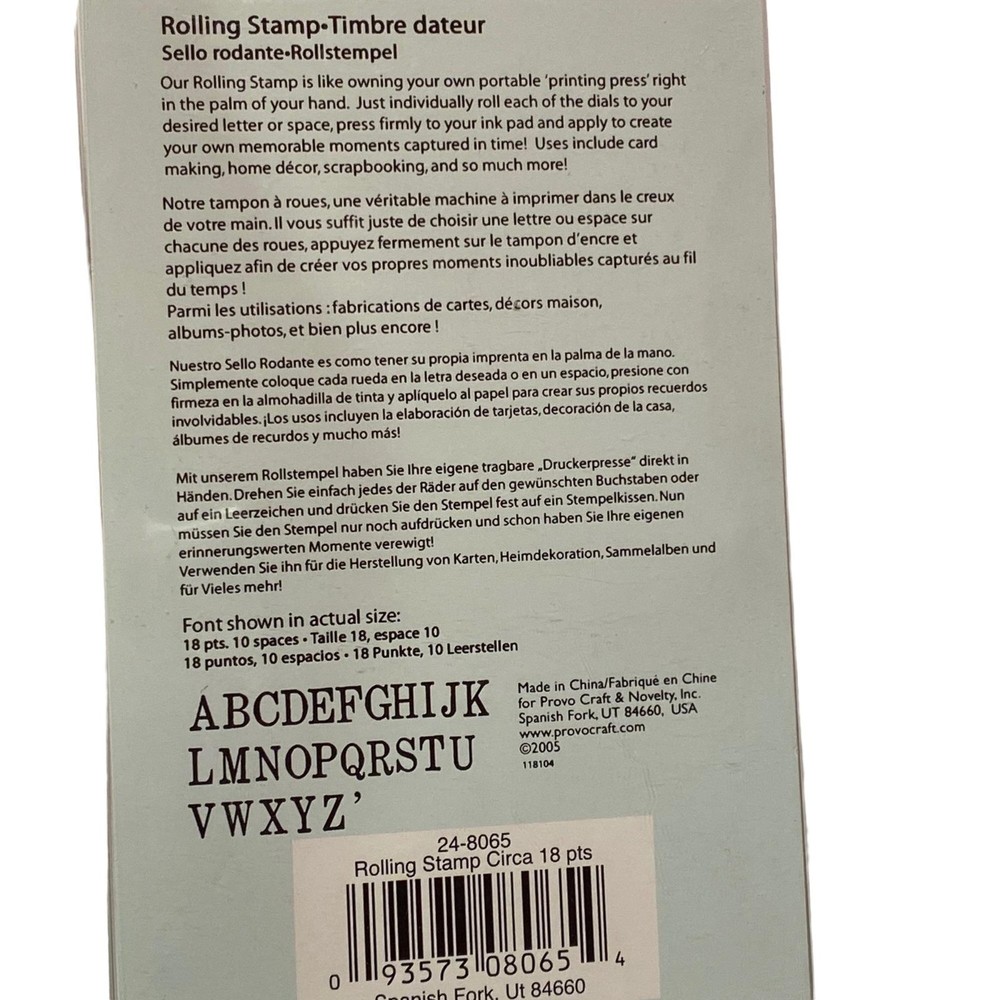 Rolling Stamp•Timbre dateur
Sello rodante•Rollstempel
Our Rolling Stamp is like owning your own portable ‘printing press’ right
in the palm of your hand. Just individually roll each of the dials to your
desired letter or space, press firmly to your ink pad and apply to create
your own memorable moments captured in time! Uses include card
making, home décor, scrapbooking, and so much more!
Notre tampon à roues, une véritable machine à imprimer dans le creux
de votre main. Il vous suffit juste de choisir une lettre ou espace sur
chacune des roues, appuyez fermement sur le tampon d’encre et
appliquez afin de créer vos propres moments inoubliables capturés au fil
du temps !
Parmi les utilisations : fabrications de cartes, décors maison,
albums-photos, et bien plus encore !
Nuestro Sello Rodante es como tener su propia imprenta en la palma de la mano.
Simplemente coloque cada rueda en la letra deseada o en un espacio, presione con
firmeza en la almohadilla de tinta y aplíquelo al papel para crear sus propios recuerdos
involvidables. ¡Los usos incluyen la elaboración de tarjetas, decoración de la casa,
álbumes de recurdos y mucho más!
Mit unserem Rollstempel haben Sie Ihre eigene tragbare „Druckerpresse“ direkt in
Händen. Drehen Sie einfach jedes der Räder auf den gewünschten Buchstaben oder
auf ein Leerzeichen und drücken Sie den Stempel fest auf ein Stempelkissen. Nun
müssen Sie den Stempel nur noch aufdrücken und schon haben Sie Ihre eigenen
erinnerungswerten Momente verewigt!
Verwenden Sie ihn für die Herstellung von Karten, Heimdekoration, Sammelalben und
für Vieles mehr!
Font shown in actual size:
18 pts. 10 spaces • Taille 18, espace 10
18 puntos, 10 espacios • 18 Punkte, 10 Leerstellen
ABCDEFGHIJK
LMNOPQRSTU
VWXYZ’
Made in China/Fabriqué en Chine
for Provo Craft & Novelty, Inc.
Spanish Fork, UT 84660, USA
www.provocraft.com
©2005
118104
24-8065
Rolling Stamp Circa 18 pts
0 93573 08065 4
Spanish Fork, Ut 84660